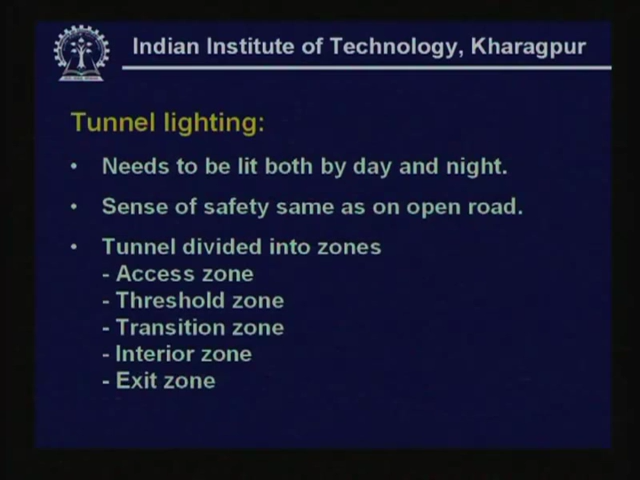 Indian Institute of Technology, Kharagpur
Tunnel lighting:
• Needs to be lit both by day and night.
• Sense of safety same as on open road.
• Tunnel divided into zones
- Access zone
- Threshold zone
- Transition zone
- Interior zone
- Exit zone